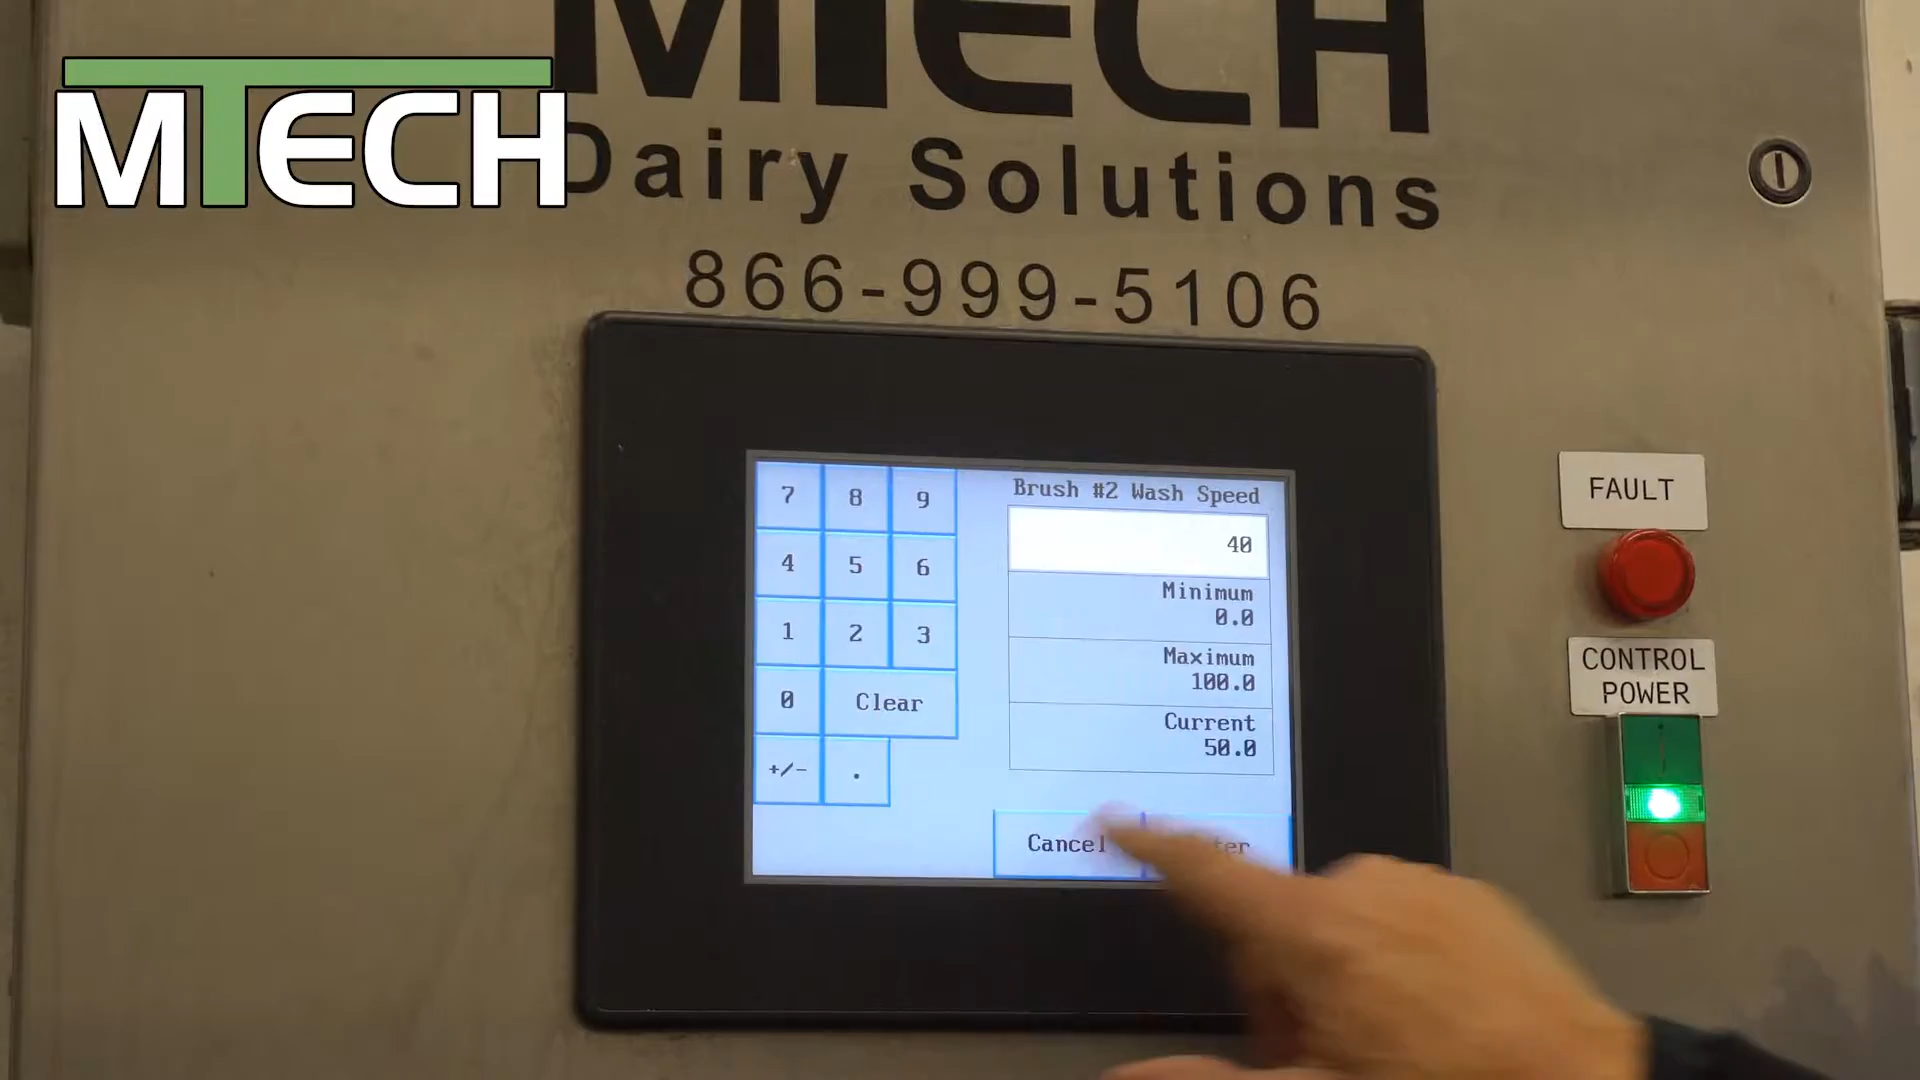 MTECH
MTECH
Dairy Solutions
866-999-5106
Brush #2 Wash Speed
40
Minimum
0.0
Maximum
100.0
Current
50.0
7 8 9
4 5 6
1 2 3
0 Clear
+/- .
Cancel
FAULT
CONTROL
POWER